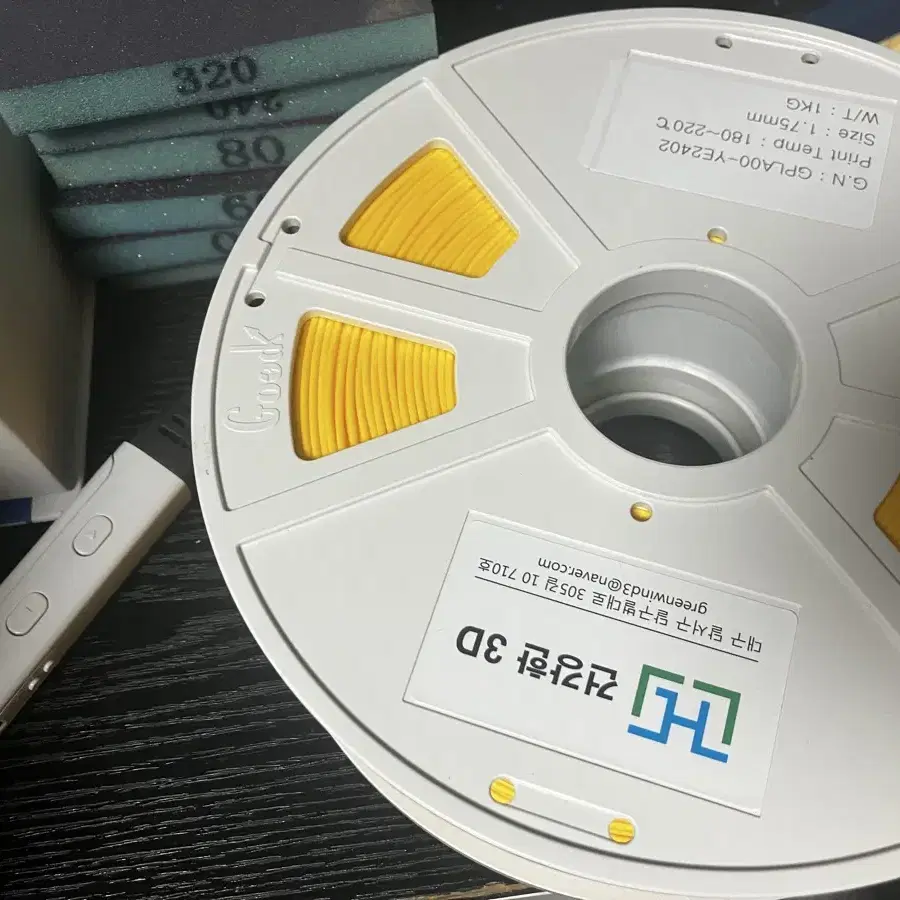 320
240
80
G.N : GPLA00-YE2402
Print Temp : 180~220℃
Size : 1.75mm
W/T : 1KG
Goedk
건강한 3D
대구 달서구 달구벌대로 305길 10 710호
greenwind3@naver.com